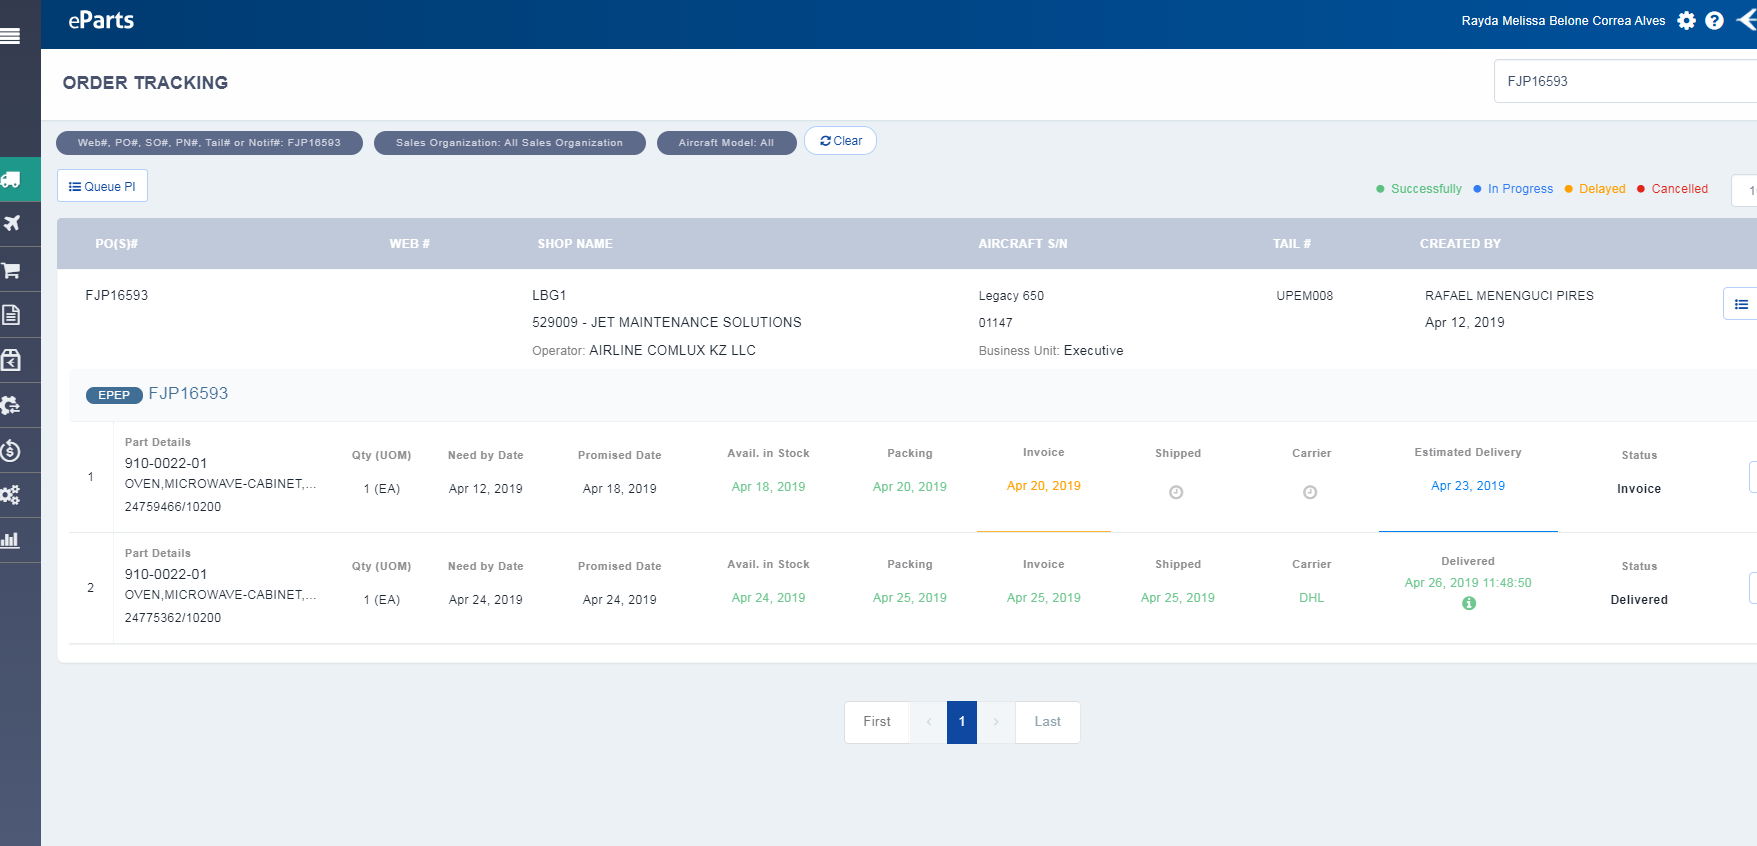 eParts
Rayda Melissa Belone Correa Alves
ORDER TRACKING
FJP16593
Web#, PO#, SO#, PN#, Tail# or Notif#: FJP16593
Sales Organization: All Sales Organization
Aircraft Model: All
Clear
Queue PI
Successfully
In Progress
Delayed
Cancelled
PO(S)# WEB # SHOP NAME AIRCRAFT S/N TAIL # CREATED BY
FJP16593 LBG1 Legacy 650 UPEM008 RAFAEL MENENGUCI PIRES
529009 - JET MAINTENANCE SOLUTIONS 01147 Apr 12, 2019
Operator: AIRLINE COMLUX KZ LLC Business Unit: Executive
EPEP FJP16593
Part Details
Qty (UOM) Need by Date Promised Date Avail. in Stock Packing Invoice Shipped Carrier Estimated Delivery Status
910-0022-01
1 OVEN,MICROWAVE-CABINET,... 1 (EA) Apr 12, 2019 Apr 18, 2019 Apr 18, 2019 Apr 20, 2019 Apr 20, 2019 Apr 23, 2019 Invoice
24759466/10200
Part Details
Qty (UOM) Need by Date Promised Date Avail. in Stock Packing Invoice Shipped Carrier Delivered Status
910-0022-01 Apr 26, 2019 11:48:50
2 OVEN,MICROWAVE-CABINET,... 1 (EA) Apr 24, 2019 Apr 24, 2019 Apr 24, 2019 Apr 25, 2019 Apr 25, 2019 Apr 25, 2019 DHL Delivered
24775362/10200
First < 1 > Last